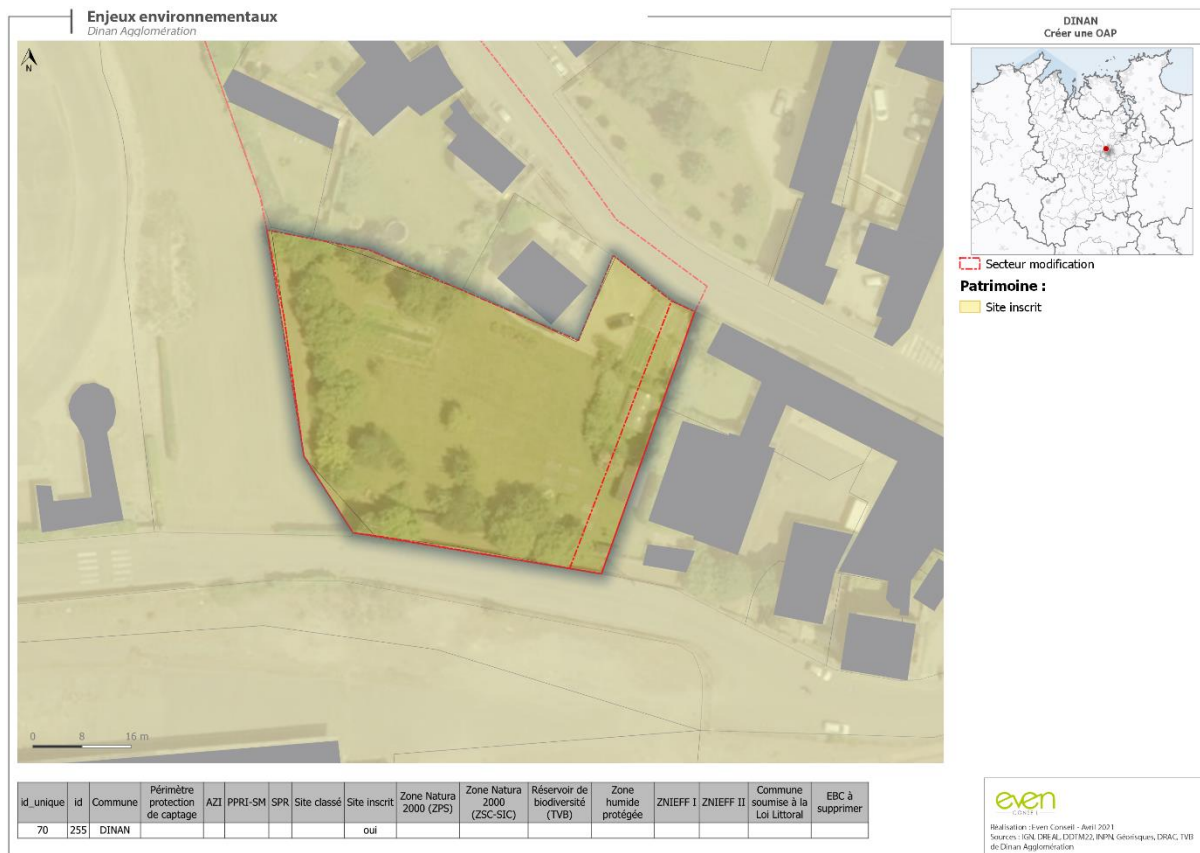 Enjeux environnementaux
Dinan Agglomération
DINAN
Créer une OAP
N
Secteur modification
Patrimoine :
Site inscrit
0 8 16 m
id_unique id Commune Périmètre protection de captage AZI PPRI-SM SPR Site classé Site inscrit Zone Natura 2000 (ZPS) Zone Natura 2000 (ZSC-SIC) Réservoir de biodiversité (TVB) Zone humide protégée ZNIEFF I ZNIEFF II Commune soumise à la Loi Littoral EBC à supprimer
70 255 DINAN oui
even
CONSEIL
Réalisation : Even Conseil - Avril 2021
Sources : IGN, DREAL, DDTM22, INPN, Géorisques, DRAC, TVB
de Dinan Agglomération